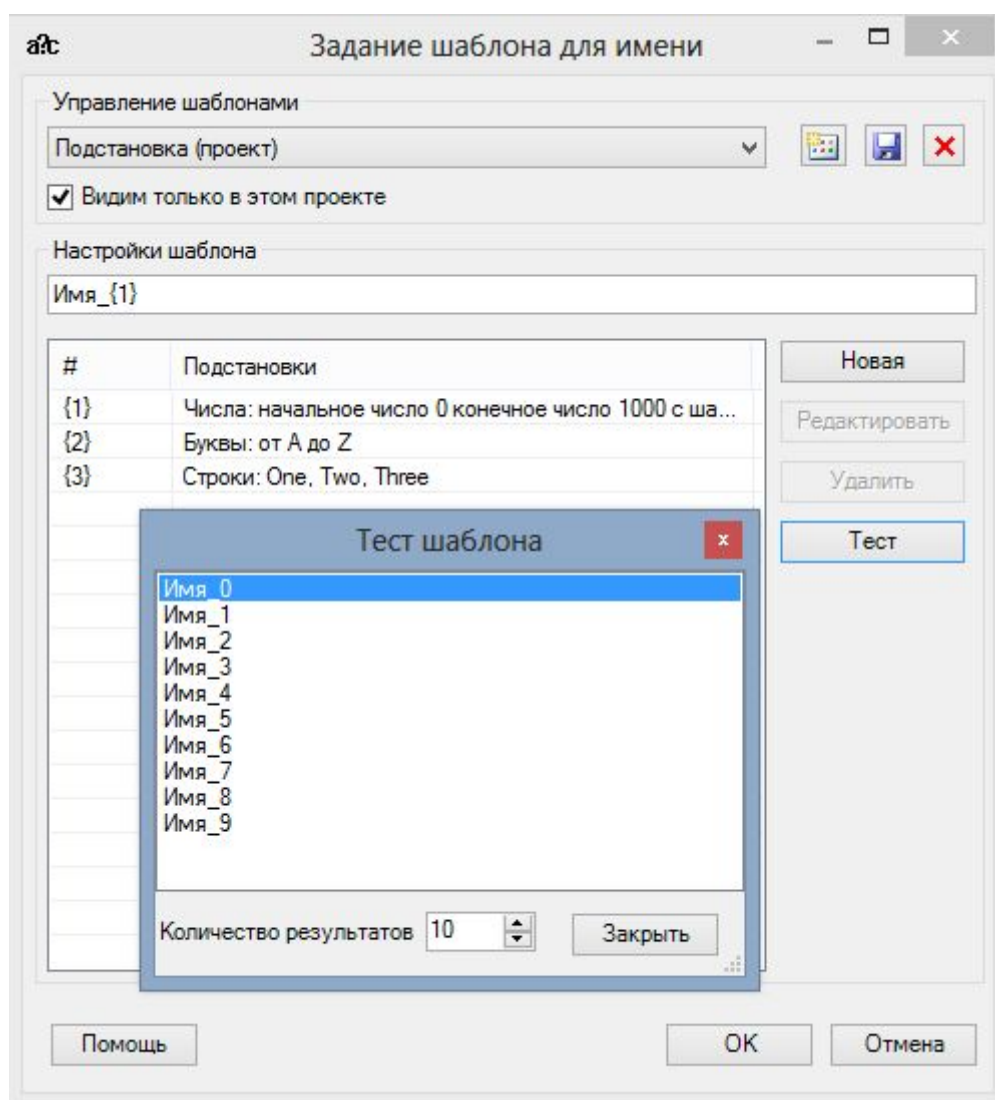 a?c Задание шаблона для имени
Управление шаблонами
Подстановка (проект)
Видим только в этом проекте
Настройки шаблона
Имя_{1}
# Подстановки
{1} Числа: начальное число 0 конечное число 1000 с ша...
{2} Буквы: от A до Z
{3} Строки: One, Two, Three
Новая
Редактировать
Удалить
Тест
Тест шаблона
Имя_0
Имя_1
Имя_2
Имя_3
Имя_4
Имя_5
Имя_6
Имя_7
Имя_8
Имя_9
Количество результатов 10 Закрыть
Помощь OK Отмена